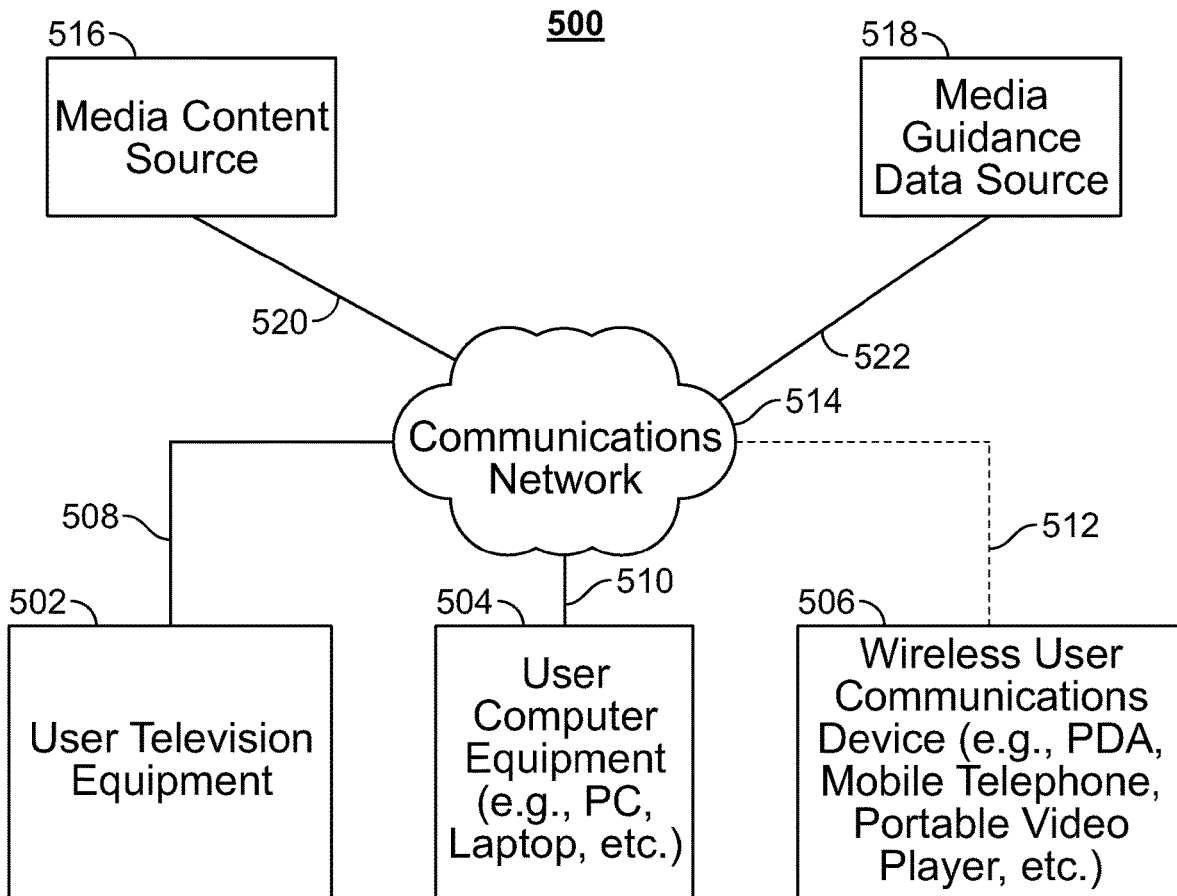 500
516
Media Content
Source
518
Media
Guidance
Data Source
520
522
514
Communications
Network
508
510
512
502
User Television
Equipment
504
User
Computer
Equipment
(e.g., PC,
Laptop, etc.)
506
Wireless User
Communications
Device (e.g., PDA,
Mobile Telephone,
Portable Video
Player, etc.)